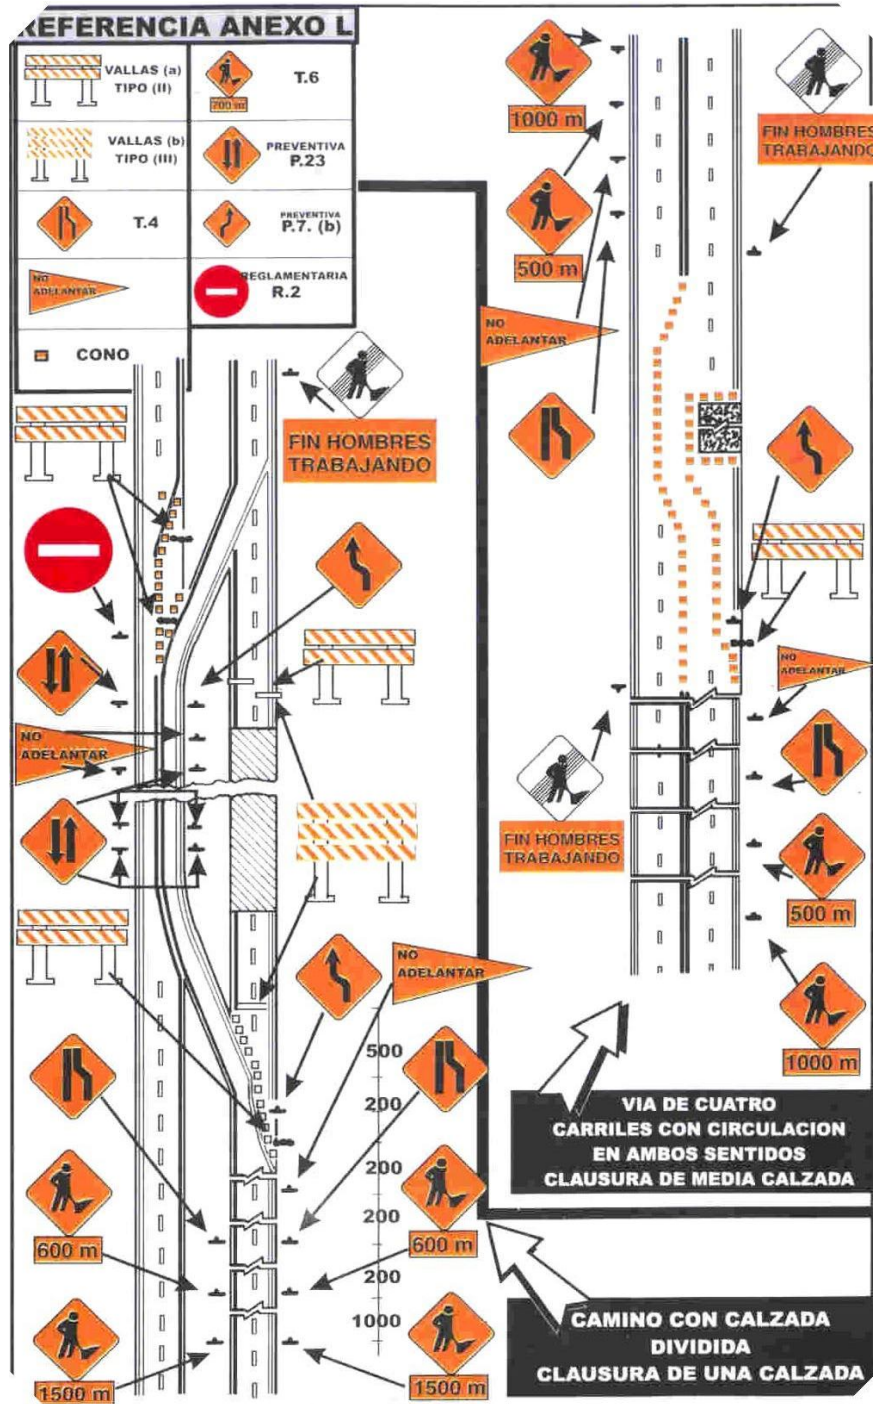 REFERENCIA ANEXO L
VALLAS (a)
TIPO (II)
T.6
200 m
VALLAS (b)
TIPO (III)
PREVENTIVA
P.23
T.4
PREVENTIVA
P.7. (b)
NO
ADELANTAR
REGLAMENTARIA
R.2
CONO
FIN HOMBRES
TRABAJANDO
NO
ADELANTAR
NO
ADELANTAR
500
200
200
200
200
1000
600 m
600 m
1500 m
1500 m
1000 m
500 m
FIN HOMBRES
TRABAJANDO
NO
ADELANTAR
NO
ADELANTAR
FIN HOMBRES
TRABAJANDO
500 m
1000 m
VIA DE CUATRO
CARRILES CON CIRCULACION
EN AMBOS SENTIDOS
CLAUSURA DE MEDIA CALZADA
CAMINO CON CALZADA
DIVIDIDA
CLAUSURA DE UNA CALZADA